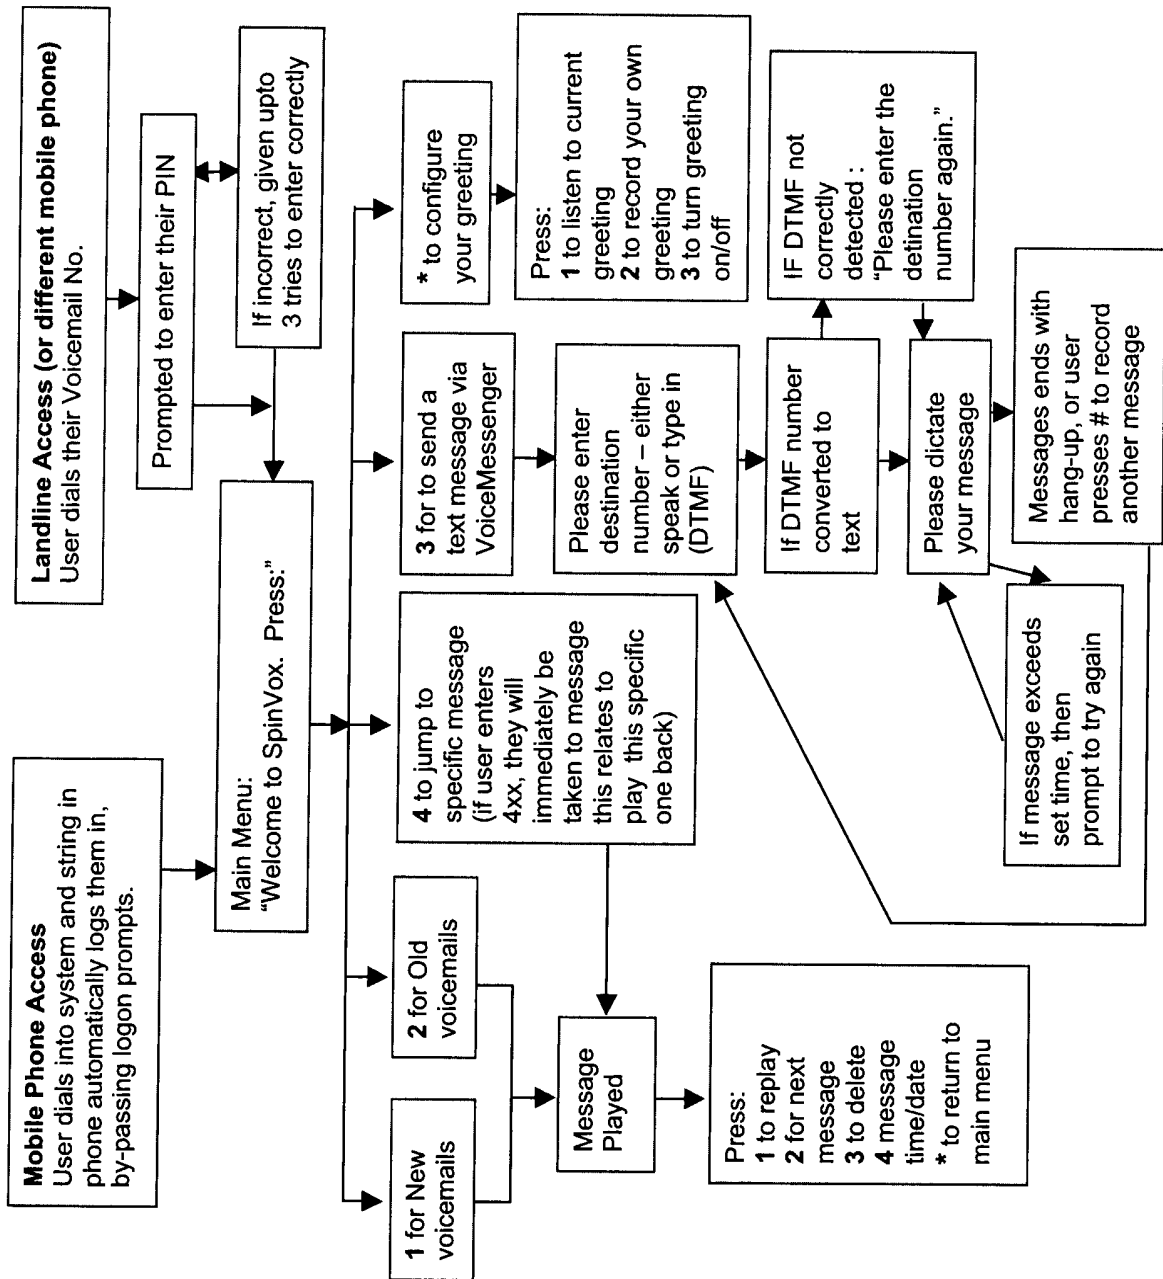 Mobile Phone Access
User dials into system and string in
phone automatically logs them in,
by-passing logon prompts.
Landline Access (or different mobile phone)
User dials their Voicemail No.
Prompted to enter their PIN
If incorrect, given upto
3 tries to enter correctly
Main Menu:
“Welcome to SpinVox. Press:”
1 for New
voicemails
2 for Old
voicemails
4 to jump to
specific message
(if user enters
4xx, they will
immediately be
taken to message
this relates to
play this specific
one back)
3 for to send a
text message via
VoiceMessenger
* to configure
your greeting
Message
Played
Press:
1 to replay
2 for next
message
3 to delete
4 message
time/date
* to return to
main menu
Please enter
destination
number – either
speak or type in
(DTMF)
Press:
1 to listen to current
greeting
2 to record your own
greeting
3 to turn greeting
on/off
If DTMF number
converted to
text
IF DTMF not
correctly
detected :
“Please enter the
detination
number again.”
Please dictate
your message
If message exceeds
set time, then
prompt to try again
Messages ends with
hang-up, or user
presses # to record
another message